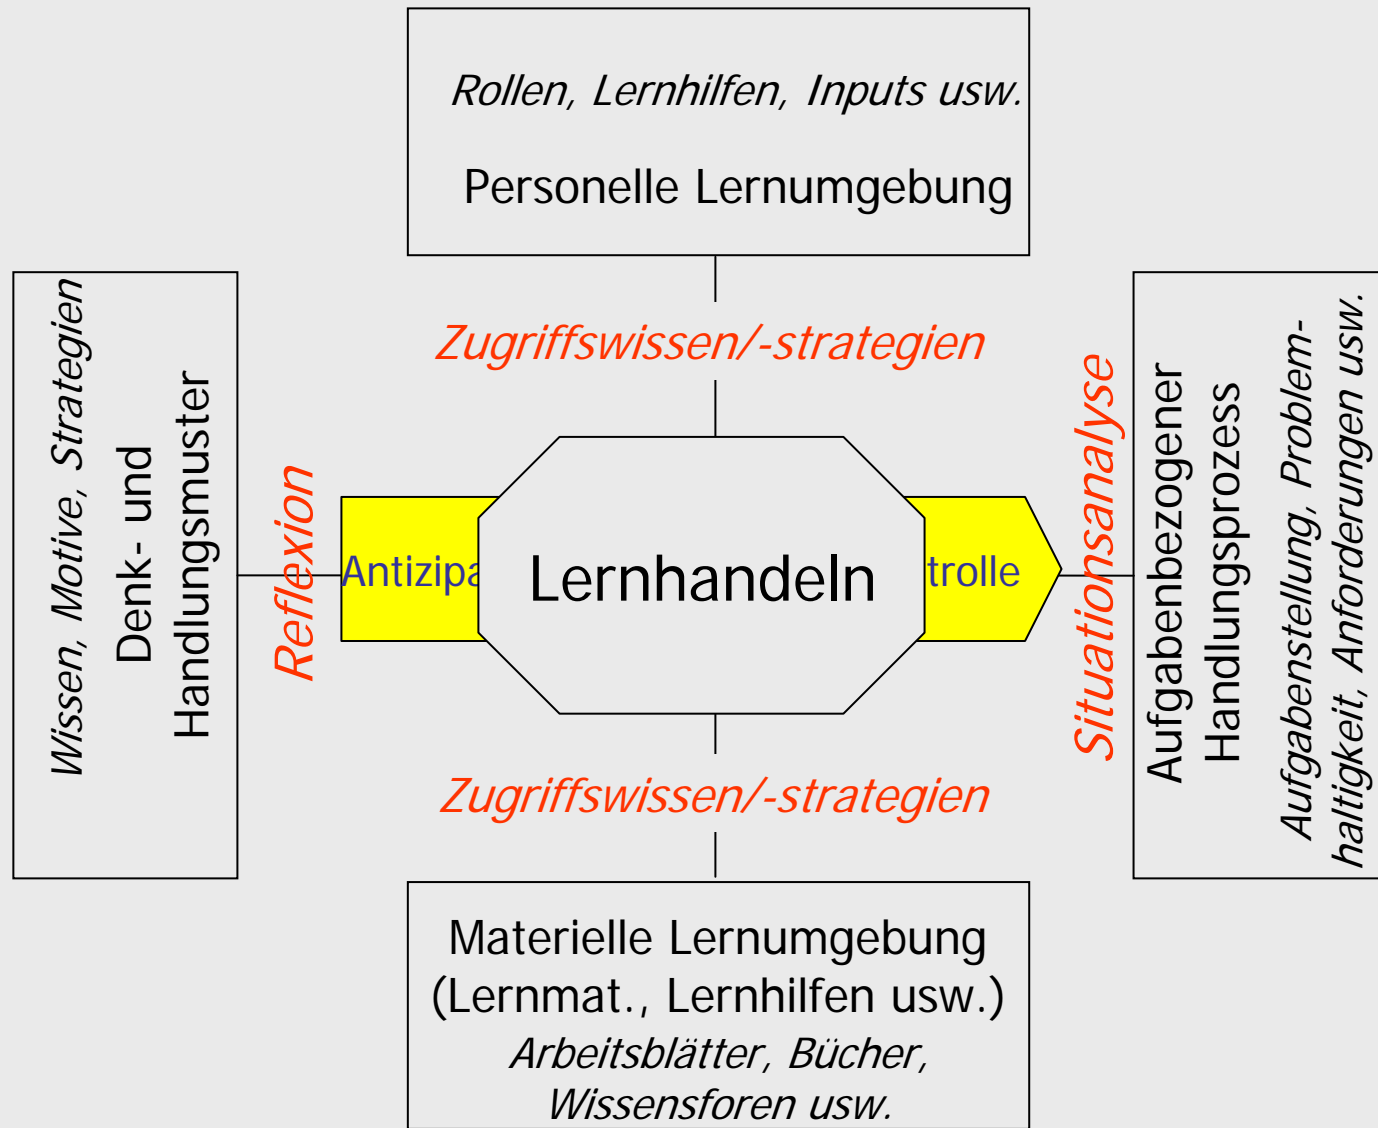 Rollen, Lernhilfen, Inputs usw.
Personelle Lernumgebung
Zugriffswissen/-strategien
Wissen, Motive, Strategien
Denk- und
Handlungsmuster
Reflexion
Antizipa
Lernhandeln
trolle
Situationsanalyse
Aufgabenbezogener
Handlungsprozess
Aufgabenstellung, Problem-
haltigkeit, Anforderungen usw.
Zugriffswissen/-strategien
Materielle Lernumgebung
(Lernmat., Lernhilfen usw.)
Arbeitsblätter, Bücher,
Wissensforen usw.